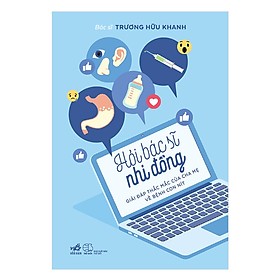 Bác sĩ TRƯƠNG HỮU KHANH
Hỏi bác sĩ
nhi đồng
GIẢI ĐÁP THẮC MẮC CỦA CHA MẸ
VỀ BỆNH CON NÍT